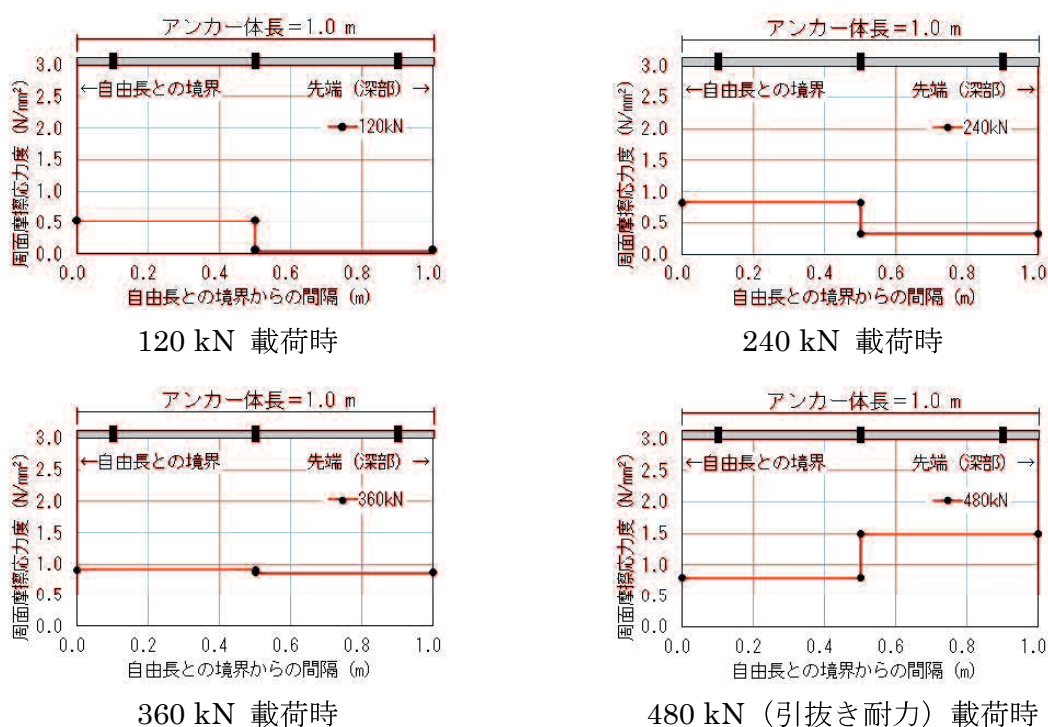 アンカー体長=1.0 m
周面摩擦応力度 (N/mm²)
3.0
2.5
2.0
1.5
1.0
0.5
0.0
←自由長との境界 先端 (深部) →
120kN
0.0 0.2 0.4 0.6 0.8 1.0
自由長との境界からの間隔 (m)
120 kN 載荷時
アンカー体長=1.0 m
周面摩擦応力度 (N/mm²)
3.0
2.5
2.0
1.5
1.0
0.5
0.0
←自由長との境界 先端 (深部) →
240kN
0.0 0.2 0.4 0.6 0.8 1.0
自由長との境界からの間隔 (m)
240 kN 載荷時
アンカー体長=1.0 m
周面摩擦応力度 (N/mm²)
3.0
2.5
2.0
1.5
1.0
0.5
0.0
←自由長との境界 先端 (深部) →
360kN
0.0 0.2 0.4 0.6 0.8 1.0
自由長との境界からの間隔 (m)
360 kN 載荷時
アンカー体長=1.0 m
周面摩擦応力度 (N/mm²)
3.0
2.5
2.0
1.5
1.0
0.5
0.0
←自由長との境界 先端 (深部) →
480kN
0.0 0.2 0.4 0.6 0.8 1.0
自由長との境界からの間隔 (m)
480 kN（引抜き耐力）載荷時